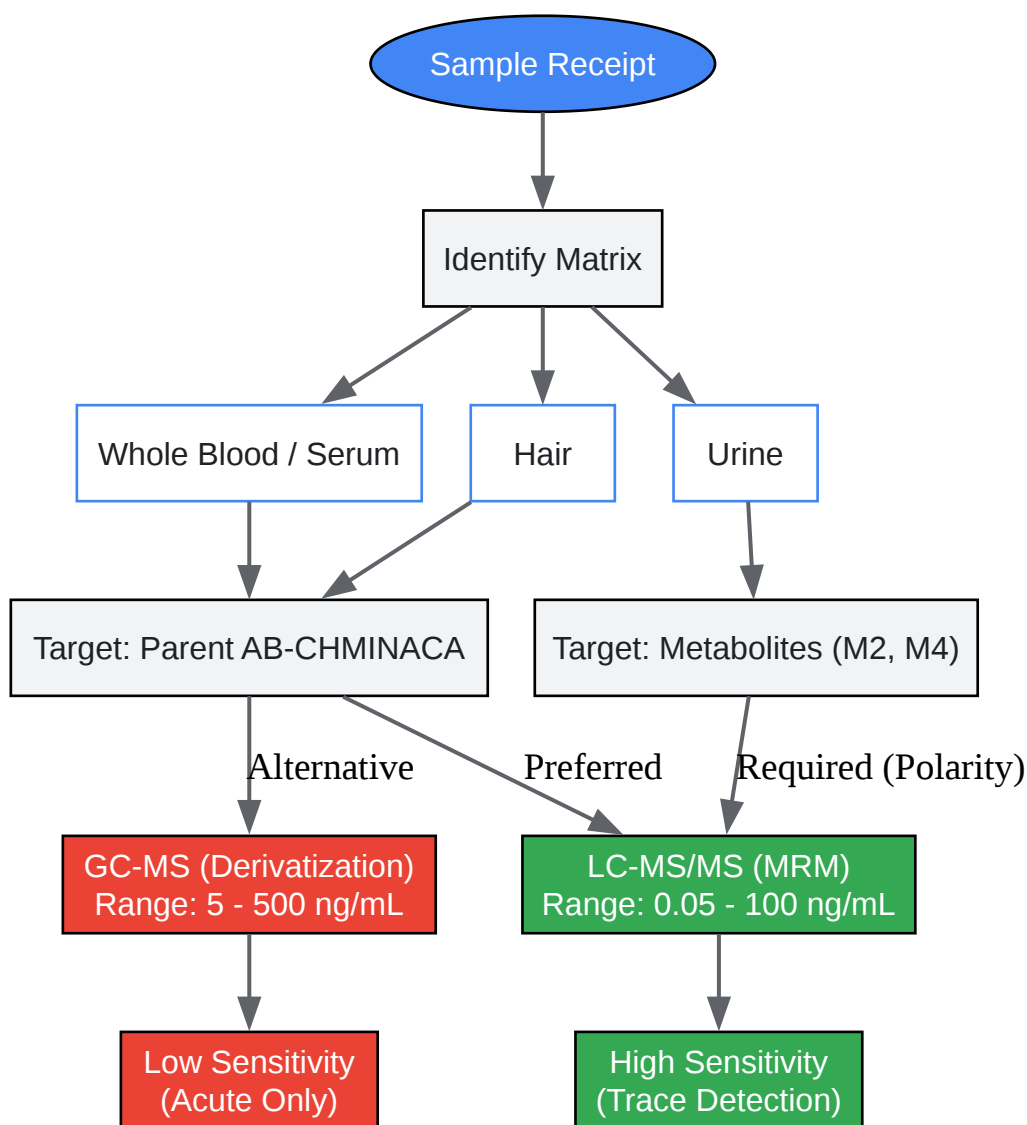 Sample Receipt
Identify Matrix
Whole Blood / Serum
Hair
Urine
Target: Parent AB-CHMINACA
Target: Metabolites (M2, M4)
Alternative
Preferred
Required (Polarity)
GC-MS (Derivatization)
Range: 5 - 500 ng/mL
LC-MS/MS (MRM)
Range: 0.05 - 100 ng/mL
Low Sensitivity
(Acute Only)
High Sensitivity
(Trace Detection)